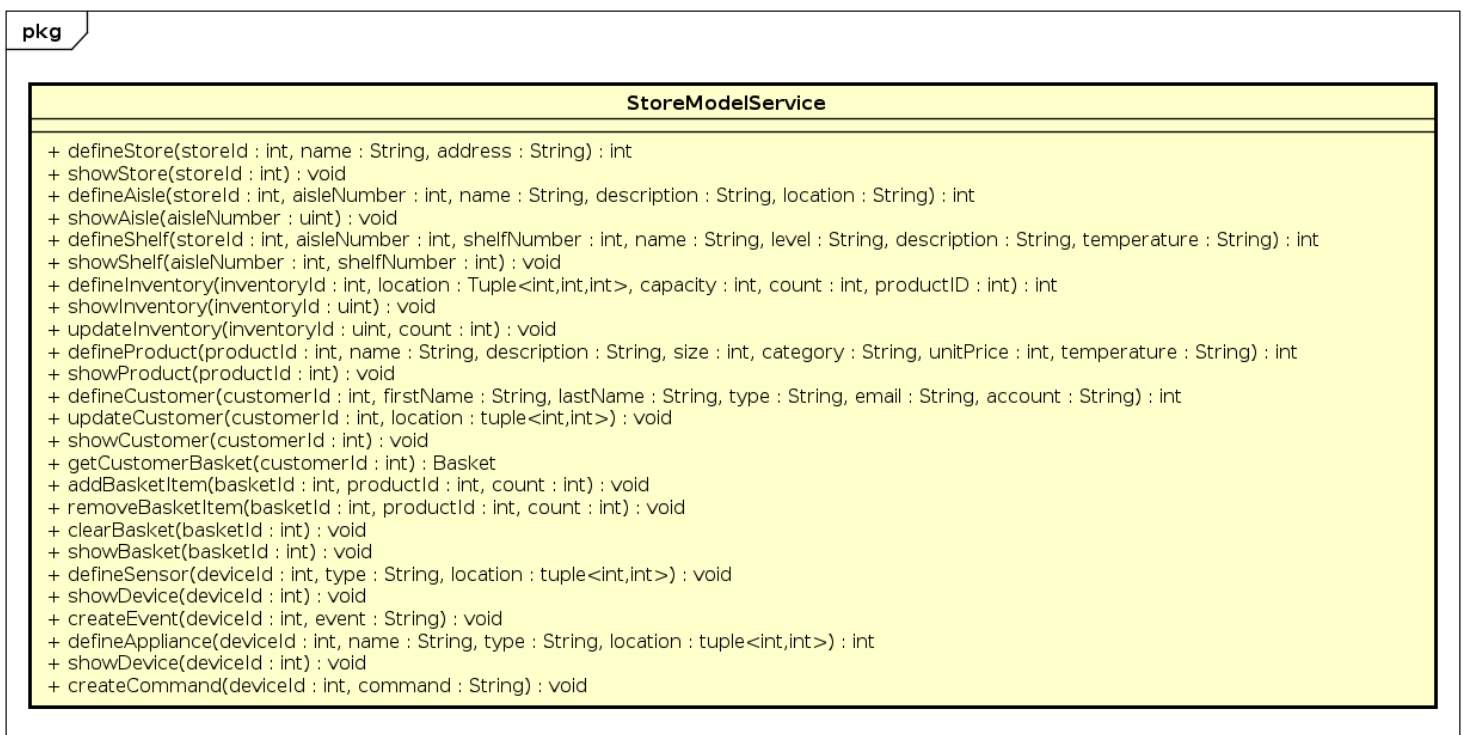 pkg
StoreModelService
+ defineStore(storeId : int, name : String, address : String) : int
+ showStore(storeId : int) : void
+ defineAisle(storeId : int, aisleNumber : int, name : String, description : String, location : String) : int
+ showAisle(aisleNumber : uint) : void
+ defineShelf(storeId : int, aisleNumber : int, shelfNumber : int, name : String, level : String, description : String, temperature : String) : int
+ showShelf(aisleNumber : int, shelfNumber : int) : void
+ defineInventory(inventoryId : int, location : Tuple<int,int,int>, capacity : int, count : int, productID : int) : int
+ showInventory(inventoryId : uint) : void
+ updateInventory(inventoryId : uint, count : int) : void
+ defineProduct(productId : int, name : String, description : String, size : int, category : String, unitPrice : int, temperature : String) : int
+ showProduct(productId : int) : void
+ defineCustomer(customerId : int, firstName : String, lastName : String, type : String, email : String, account : String) : int
+ updateCustomer(customerId : int, location : tuple<int,int>) : void
+ showCustomer(customerId : int) : void
+ getCustomerBasket(customerId : int) : Basket
+ addBasketItem(basketId : int, productId : int, count : int) : void
+ removeBasketItem(basketId : int, productId : int, count : int) : void
+ clearBasket(basketId : int) : void
+ showBasket(basketId : int) : void
+ defineSensor(deviceId : int, type : String, location : tuple<int,int>) : void
+ showDevice(deviceId : int) : void
+ createEvent(deviceId : int, event : String) : void
+ defineAppliance(deviceId : int, name : String, type : String, location : tuple<int,int>) : int
+ showDevice(deviceId : int) : void
+ createCommand(deviceId : int, command : String) : void